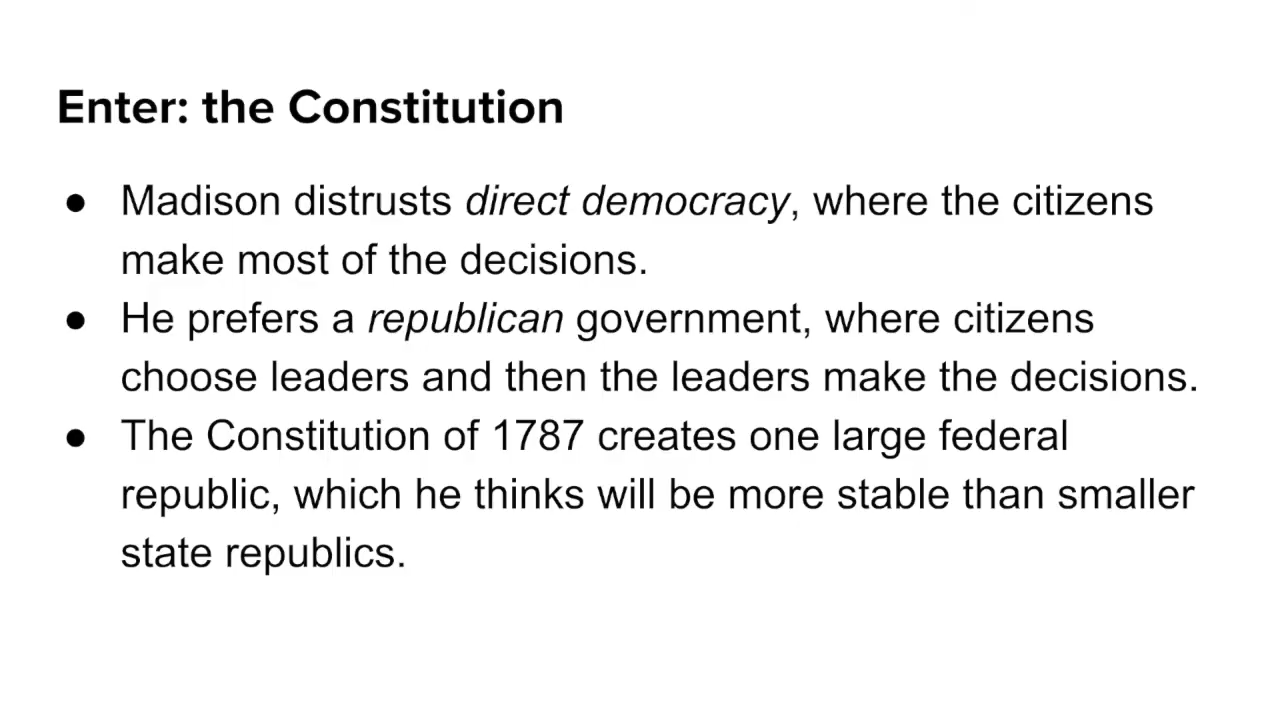 Enter: the Constitution
● Madison distrusts direct democracy, where the citizens
make most of the decisions.
● He prefers a republican government, where citizens
choose leaders and then the leaders make the decisions.
● The Constitution of 1787 creates one large federal
republic, which he thinks will be more stable than smaller
state republics.